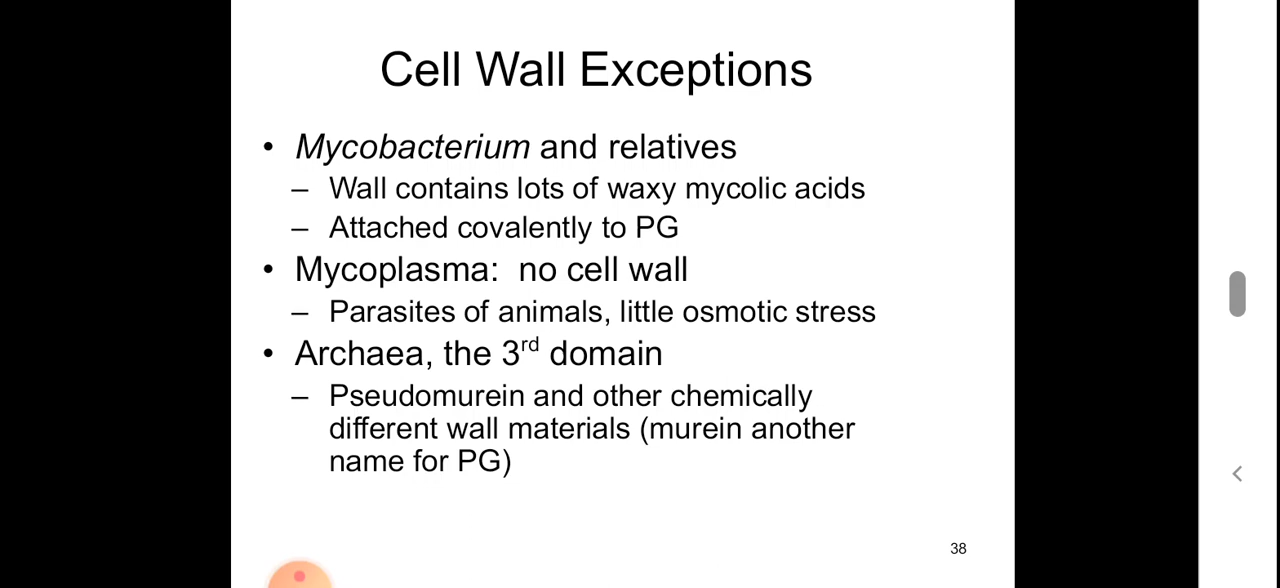 Cell Wall Exceptions
• Mycobacterium and relatives
– Wall contains lots of waxy mycolic acids
– Attached covalently to PG
• Mycoplasma: no cell wall
– Parasites of animals, little osmotic stress
• Archaea, the 3rd domain
– Pseudomurein and other chemically
different wall materials (murein another
name for PG)
38